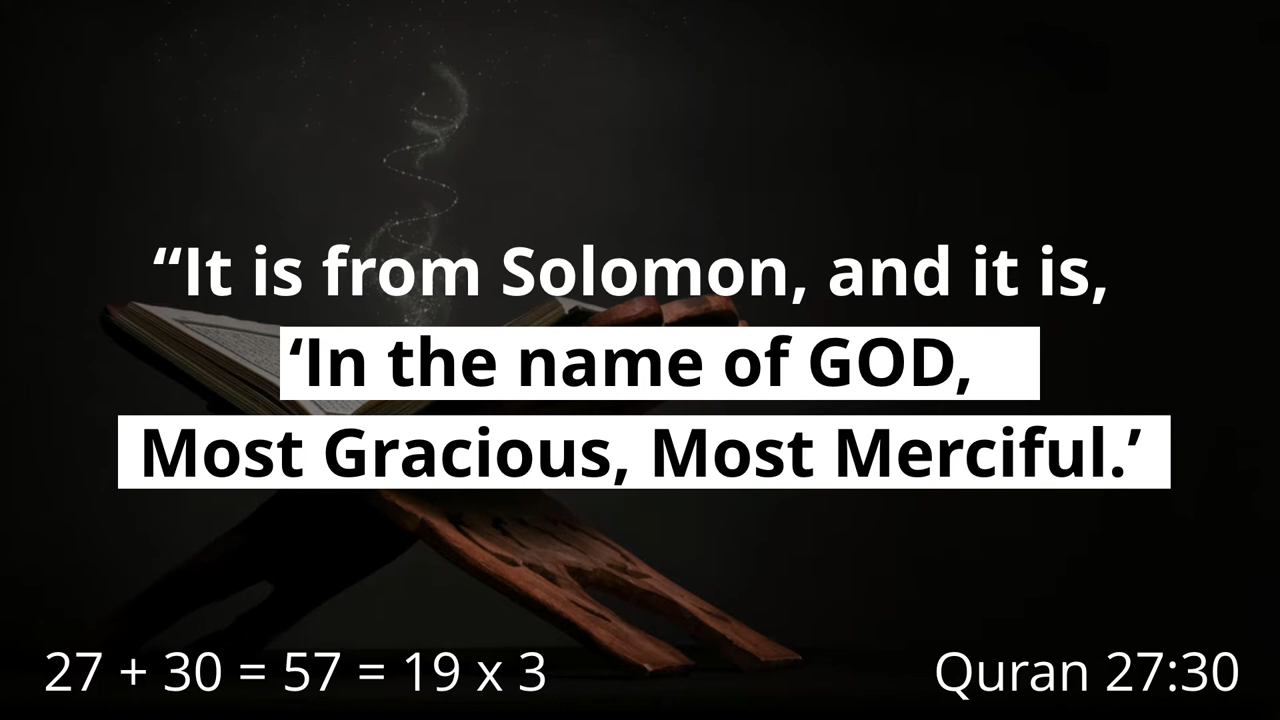 “It is from Solomon, and it is,
‘In the name of GOD,
Most Gracious, Most Merciful.’
27 + 30 = 57 = 19 x 3
Quran 27:30